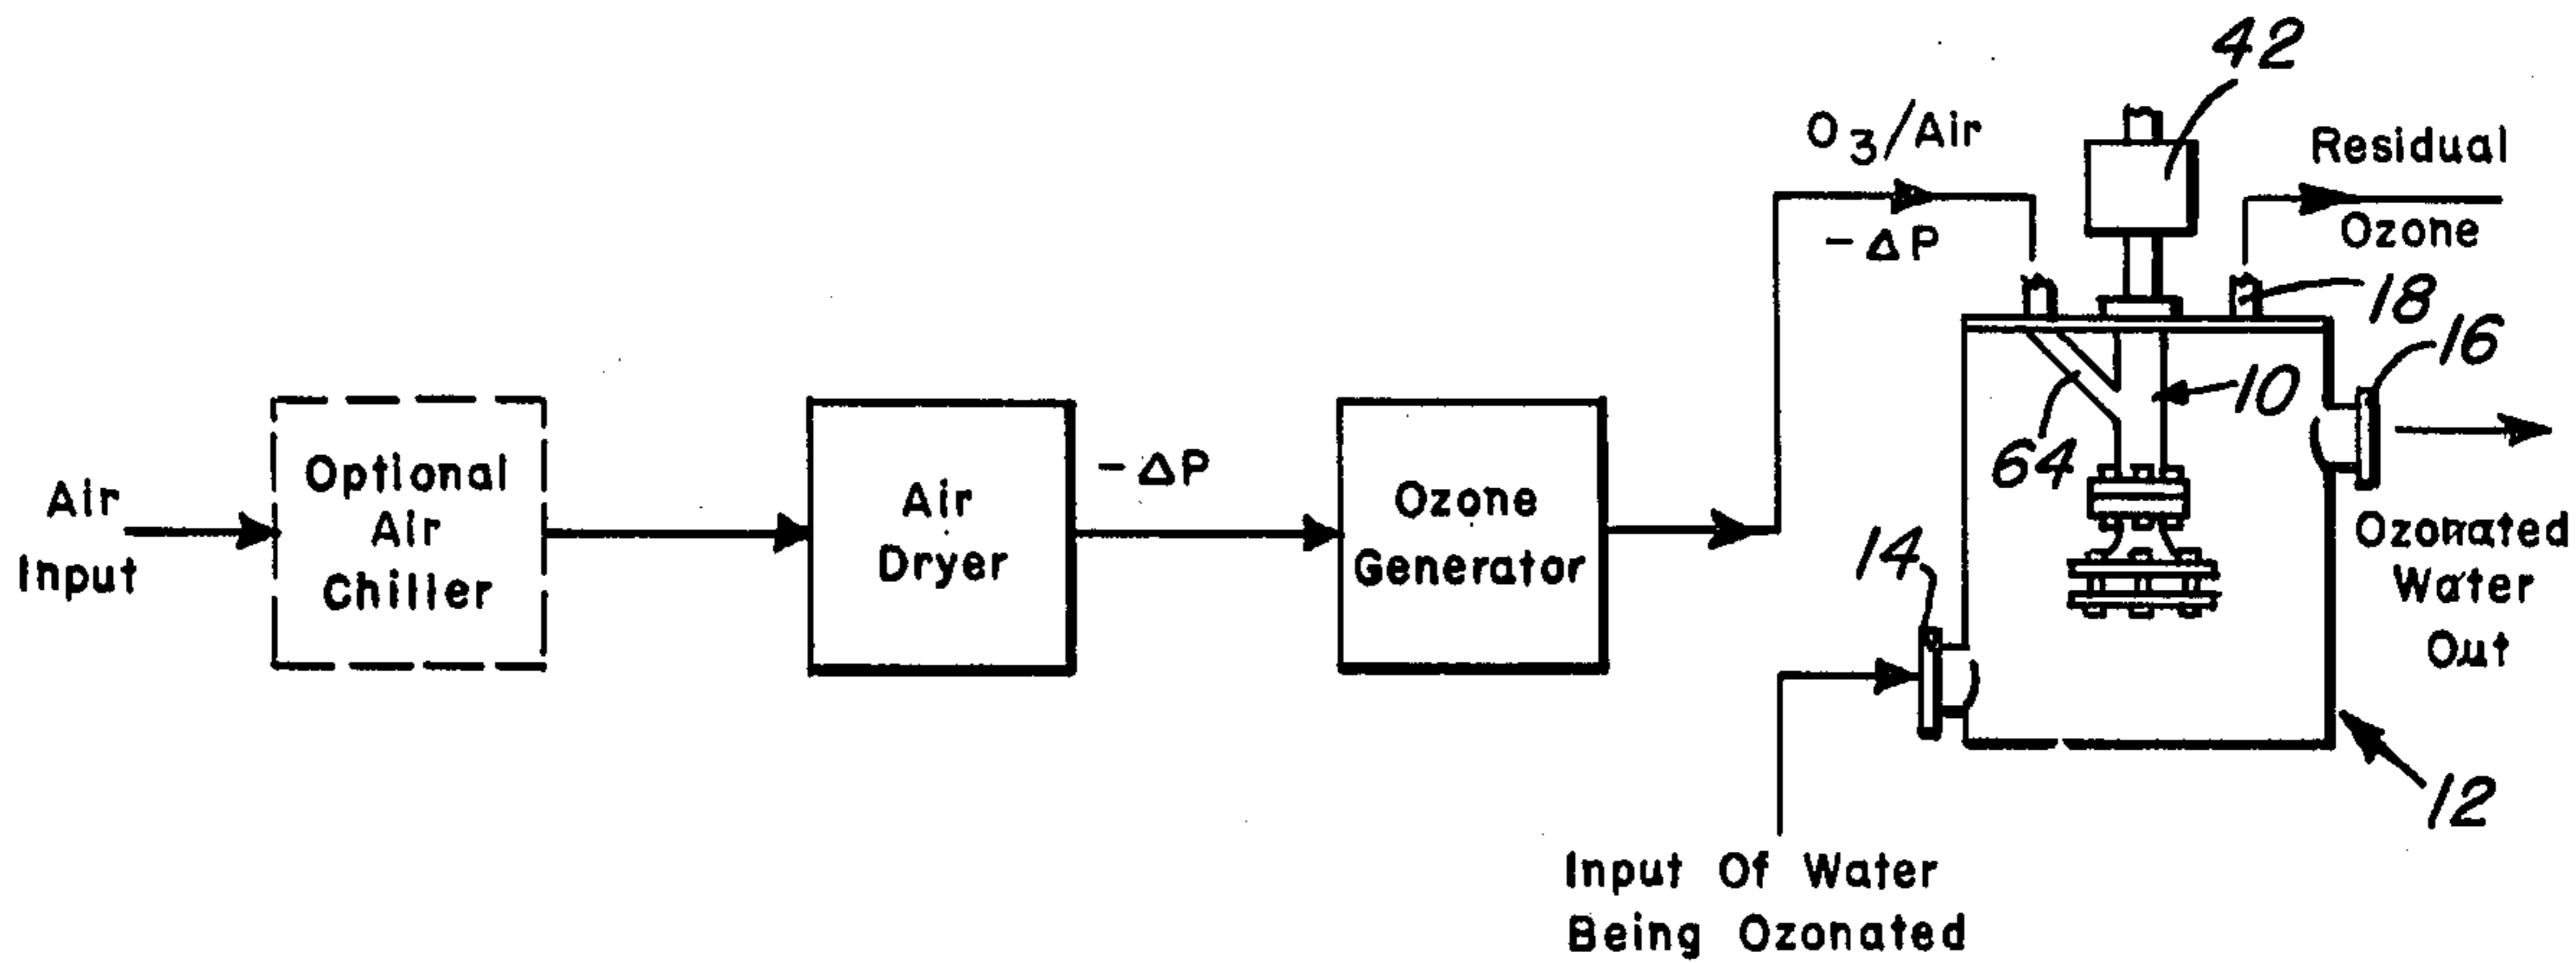 Air
Input
Optional
Air
Chiller
Air
Dryer
-ΔP
Ozone
Generator
O3/Air
-ΔP
42
Residual
Ozone
18
16
10
64
14
Ozonated
Water
Out
12
Input Of Water
Being Ozonated